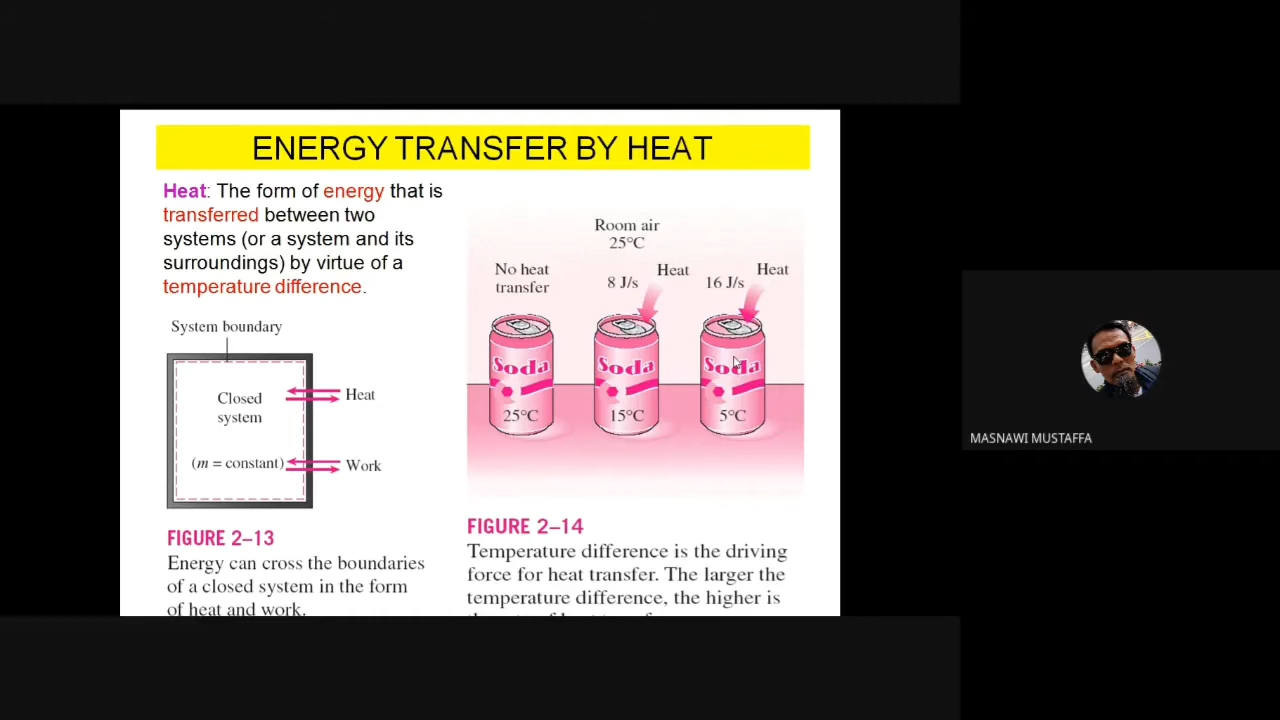 ENERGY TRANSFER BY HEAT
Heat: The form of energy that is
transferred between two
systems (or a system and its
surroundings) by virtue of a
temperature difference.
System boundary
Closed
system
(m = constant)
Heat
Work
FIGURE 2–13
Energy can cross the boundaries
of a closed system in the form
of heat and work.
Room air
25°C
No heat
transfer
8 J/s
Heat
16 J/s
Heat
Soda
25°C
Soda
15°C
Soda
5°C
FIGURE 2–14
Temperature difference is the driving
force for heat transfer. The larger the
temperature difference, the higher is
MASNAWI MUSTAFFA